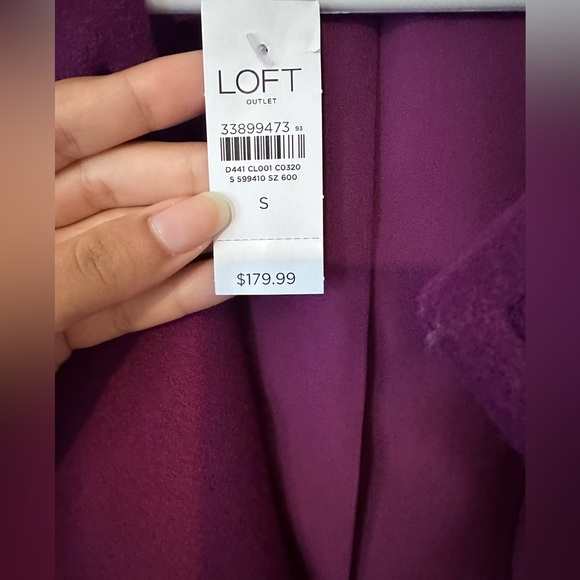 LOFT
OUTLET
33899473 93
D441 CL001 C0320
S 599410 SZ 600
S
$179.99